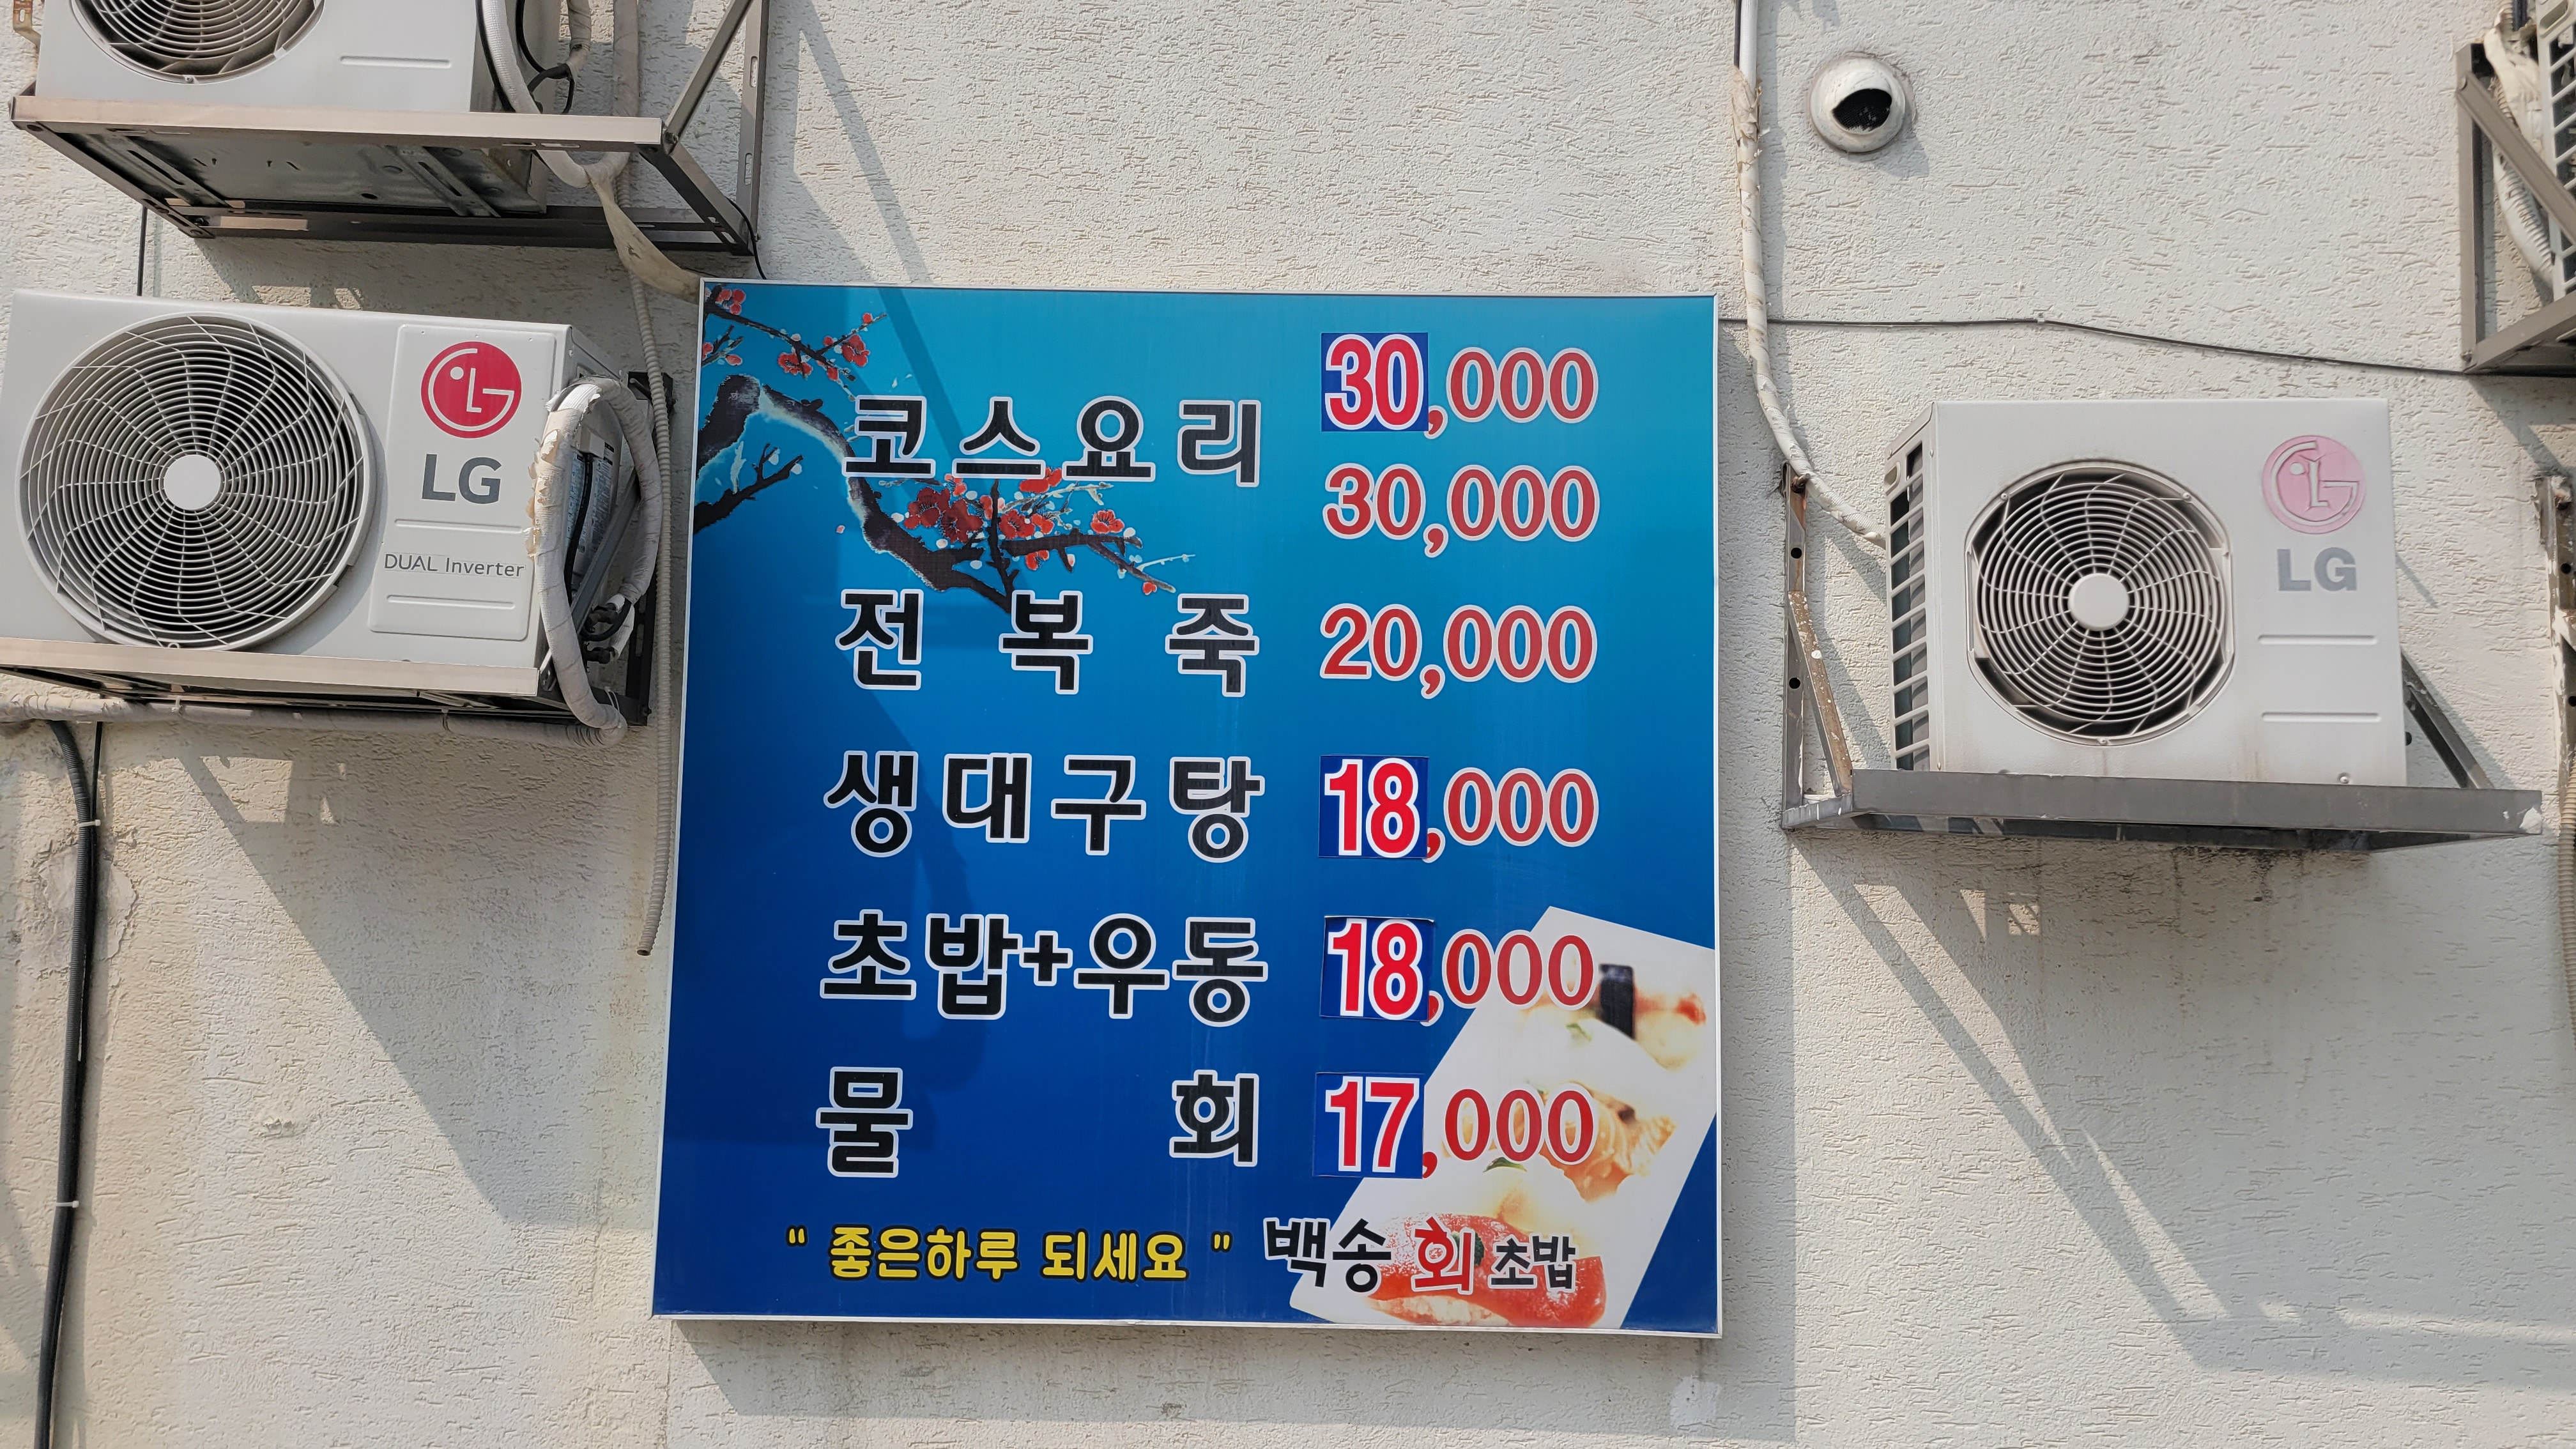 LG
DUAL Inverter
코스요리 30,000
30,000
전복죽 20,000
생대구탕 18,000
초밥+우동 18,000
물회 17,000
" 좋은하루 되세요 " 백송 회 초밥
LG